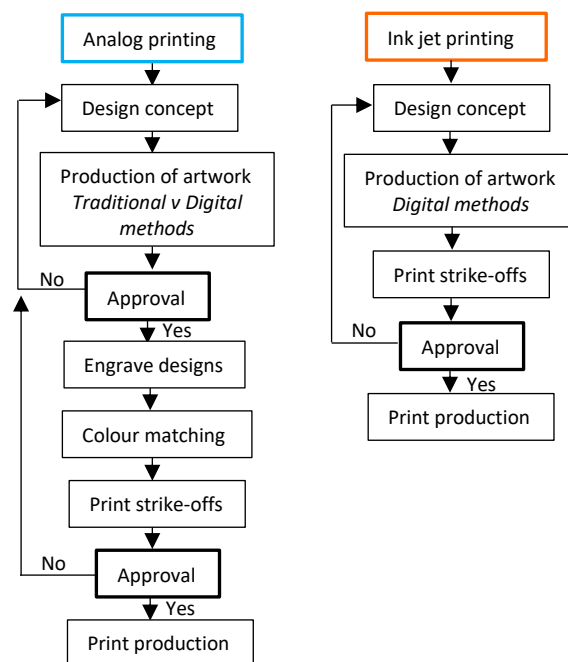 Analog printing
Design concept
Production of artwork
Traditional v Digital
methods
No
Approval
Yes
Engrave designs
Colour matching
Print strike-offs
No
Approval
Yes
Print production
Ink jet printing
Design concept
Production of artwork
Digital methods
Print strike-offs
No
Approval
Yes
Print production